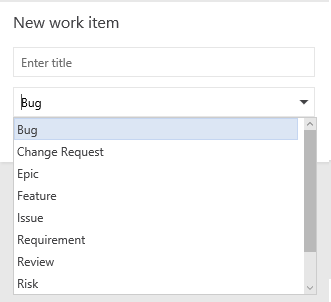 New work item
Enter title
Bug
Bug
Change Request
Epic
Feature
Issue
Requirement
Review
Risk